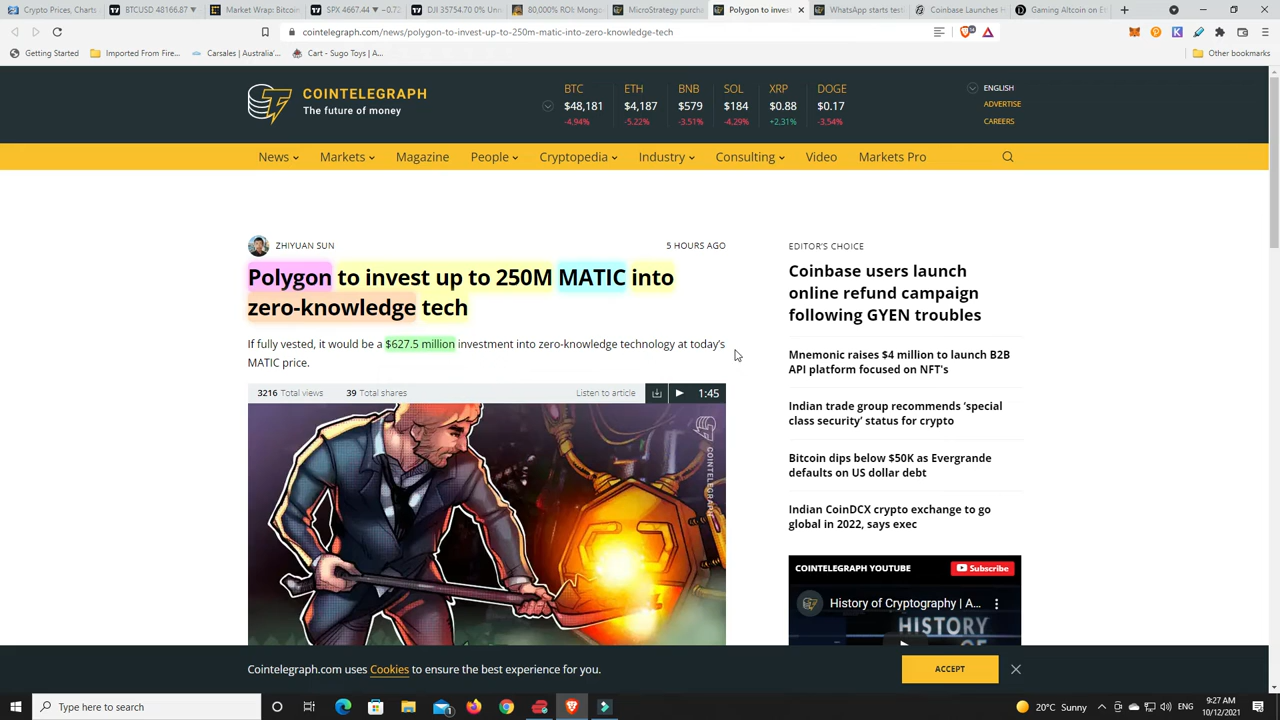 Crypto Prices, Charts
BTCUSD 48166.87 ▼
Market Wrap: Bitcoin
SPX 4667.44 ▼ −0.72
DJI 35754.70 0% Un
80,000% ROI: Mong
MicroStrategy purch
Polygon to invest
WhatsApp starts test
Coinbase Launches
Gaming Altcoin on E
cointelegraph.com/news/polygon-to-invest-up-to-250m-matic-into-zero-knowledge-tech
Getting Started
Imported From Fire...
Carsales | Australia'...
Cart - Sugo Toys | A...
Other bookmarks
COINTELEGRAPH
The future of money
BTC ETH BNB SOL XRP DOGE
$48,181 $4,187 $579 $184 $0.88 $0.17
-4.94% -5.22% -3.51% -4.29% +2.31% -3.54%
ENGLISH
ADVERTISE
CAREERS
News Markets Magazine People Cryptopedia Industry Consulting Video Markets Pro
ZHIYUAN SUN
5 HOURS AGO
Polygon to invest up to 250M MATIC into
zero-knowledge tech
If fully vested, it would be a $627.5 million investment into zero-knowledge technology at today's
MATIC price.
3216 Total views 39 Total shares Listen to article 1:45
COINTELEGRAPH
EDITOR'S CHOICE
Coinbase users launch
online refund campaign
following GYEN troubles
Mnemonic raises $4 million to launch B2B
API platform focused on NFT's
Indian trade group recommends ‘special
class security’ status for crypto
Bitcoin dips below $50K as Evergrande
defaults on US dollar debt
Indian CoinDCX crypto exchange to go
global in 2022, says exec
COINTELEGRAPH YOUTUBE
Subscribe
History of Cryptography | A...
HISTORY
OF
Cointelegraph.com uses Cookies to ensure the best experience for you.
ACCEPT
Type here to search
20°C Sunny
ENG
9:27 AM
10/12/2021